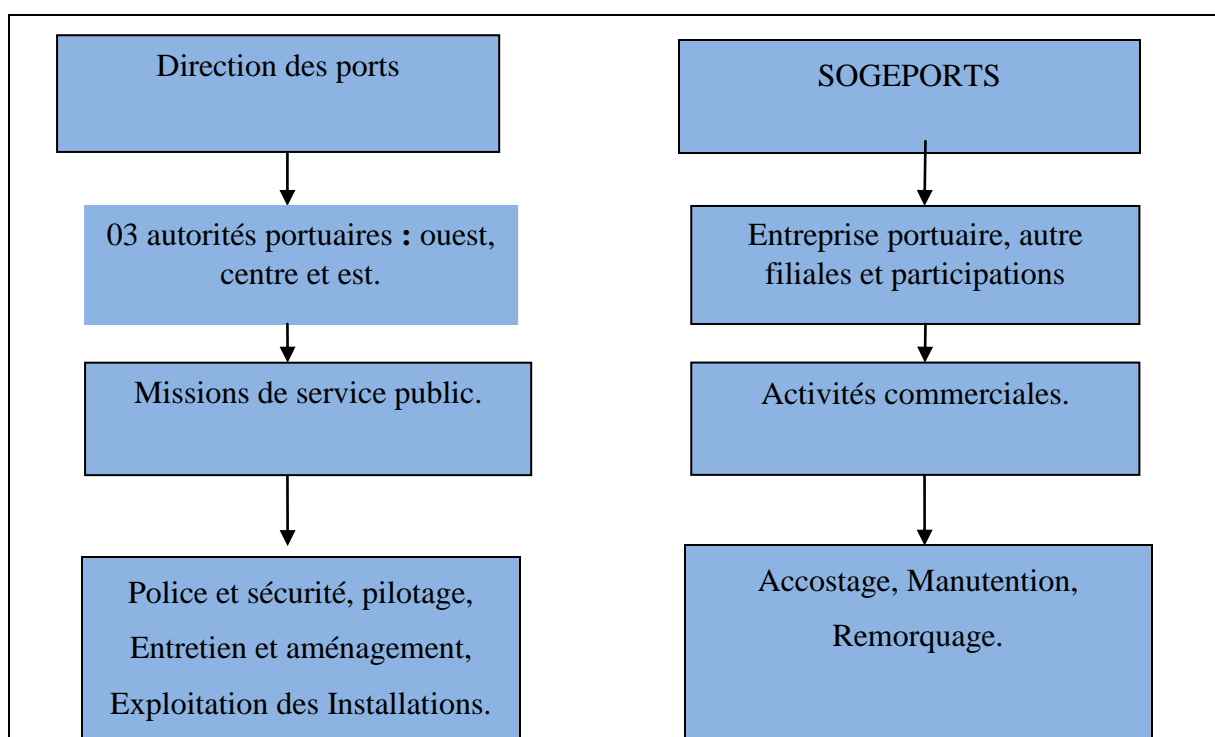 Direction des ports
03 autorités portuaires : ouest,
centre et est.
Missions de service public.
Police et sécurité, pilotage,
Entretien et aménagement,
Exploitation des Installations.
SOGEPORTS
Entreprise portuaire, autre
filiales et participations
Activités commerciales.
Accostage, Manutention,
Remorquage.